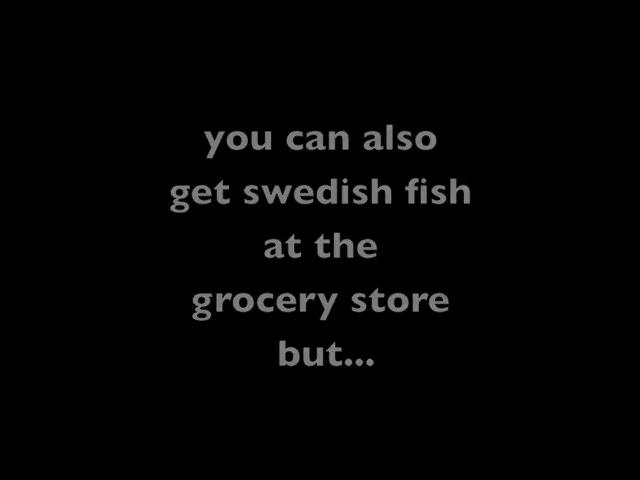 you can also
get swedish fish
at the
grocery store
but...